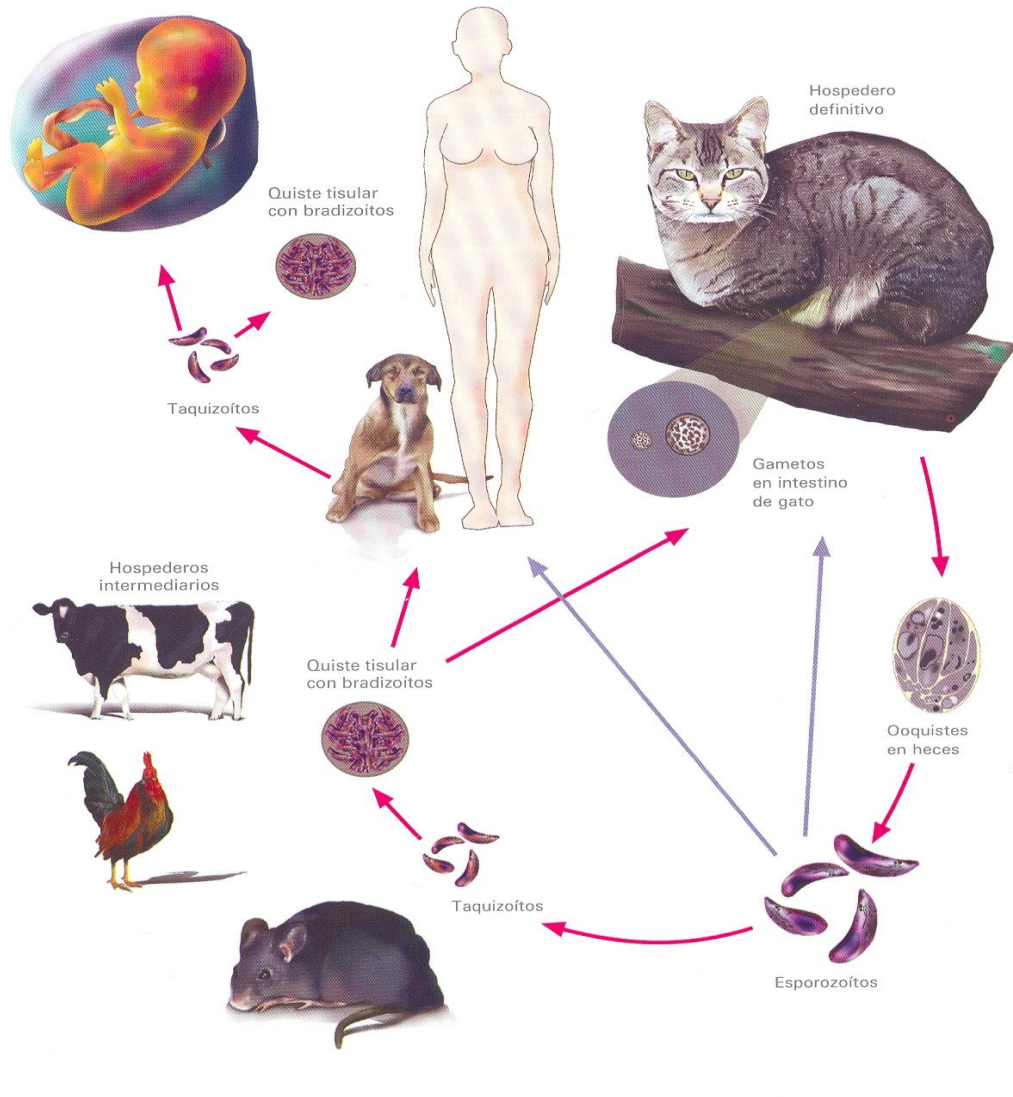 Hospedero
definitivo
Quiste tisular
con bradizoítos
Taquizoítos
Gametos
en intestino
de gato
Hospederos
intermediarios
Quiste tisular
con bradizoítos
Ooquistes
en heces
Taquizoítos
Esporozoítos